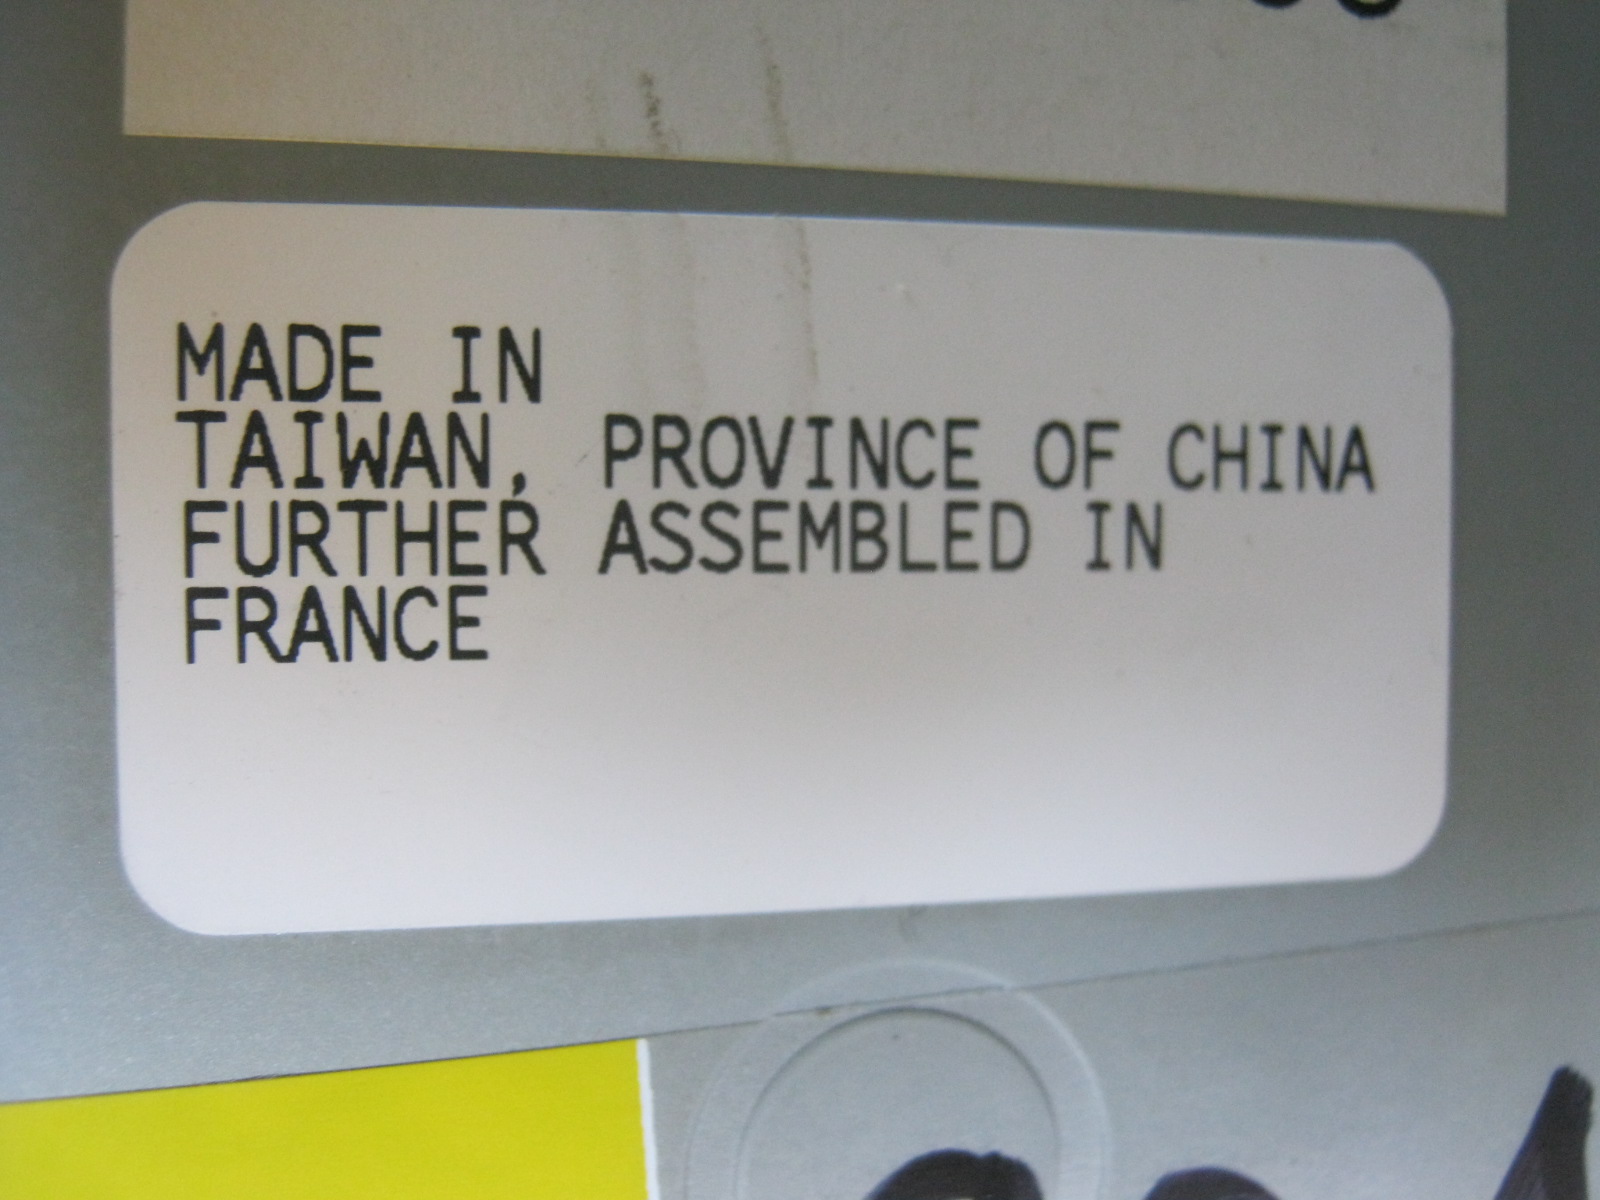 MADE IN
TAIWAN, PROVINCE OF CHINA
FURTHER ASSEMBLED IN
FRANCE